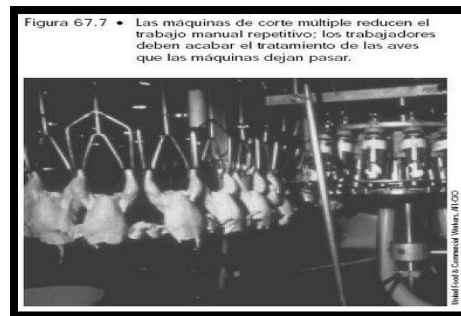 Figura 67.7 • Las máquinas de corte múltiple reducen el
trabajo manual repetitivo; los trabajadores
deben acabar el tratamiento de las aves
que las máquinas dejan pasar.
United Food & Commercial Workers, AFL-CIO